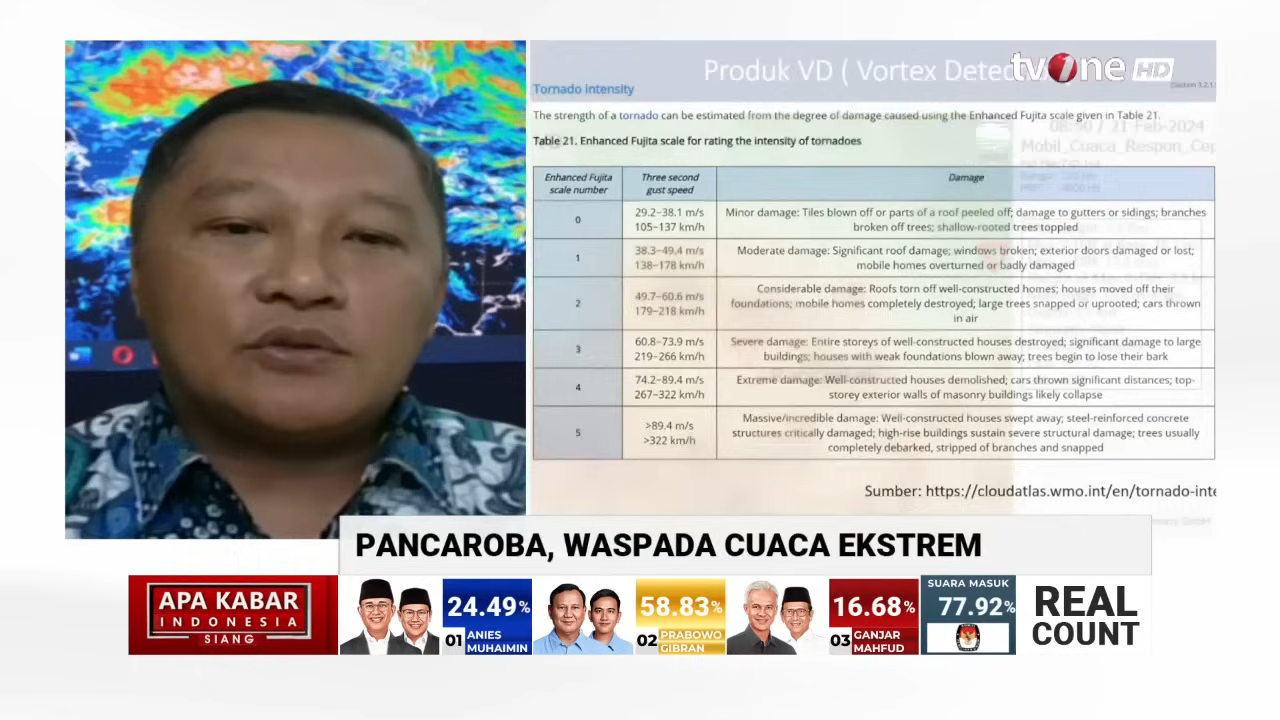 Produk VD ( Vortex Detec
tvOne HD
Tornado intensity
The strength of a tornado can be estimated from the degree of damage caused using the Enhanced Fujita scale given in Table 21.
08:50 / 21 Feb-2024
Table 21. Enhanced Fujita scale for rating the intensity of tornadoes
Mobil_Cuaca_Respon_Cep
Enhanced Fujita scale number
Three second gust speed
Damage
0
29.2–38.1 m/s
105–137 km/h
Minor damage: Tiles blown off or parts of a roof peeled off; damage to gutters or sidings; branches
broken off trees; shallow-rooted trees toppled
1
38.3–49.4 m/s
138–178 km/h
Moderate damage: Significant roof damage; windows broken; exterior doors damaged or lost;
mobile homes overturned or badly damaged
2
49.7–60.6 m/s
179–218 km/h
Considerable damage: Roofs torn off well-constructed homes; houses moved off their
foundations; mobile homes completely destroyed; large trees snapped or uprooted; cars thrown
in air
3
60.8–73.9 m/s
219–266 km/h
Severe damage: Entire storeys of well-constructed houses destroyed; significant damage to large
buildings; houses with weak foundations blown away; trees begin to lose their bark
4
74.2–89.4 m/s
267–322 km/h
Extreme damage: Well-constructed houses demolished; cars thrown significant distances; top-
storey exterior walls of masonry buildings likely collapse
5
>89.4 m/s
>322 km/h
Massive/incredible damage: Well-constructed houses swept away; steel-reinforced concrete
structures critically damaged; high-rise buildings sustain severe structural damage; trees usually
completely debarked, stripped of branches and snapped
Sumber: https://cloudatlas.wmo.int/en/tornado-inte
PANCAROBA, WASPADA CUACA EKSTREM
APA KABAR
INDONESIA
SIANG
24.49%
01 ANIES
MUHAIMIN
58.83%
02 PRABOWO
GIBRAN
16.68%
03 GANJAR
MAHFUD
SUARA MASUK
77.92%
REAL
COUNT